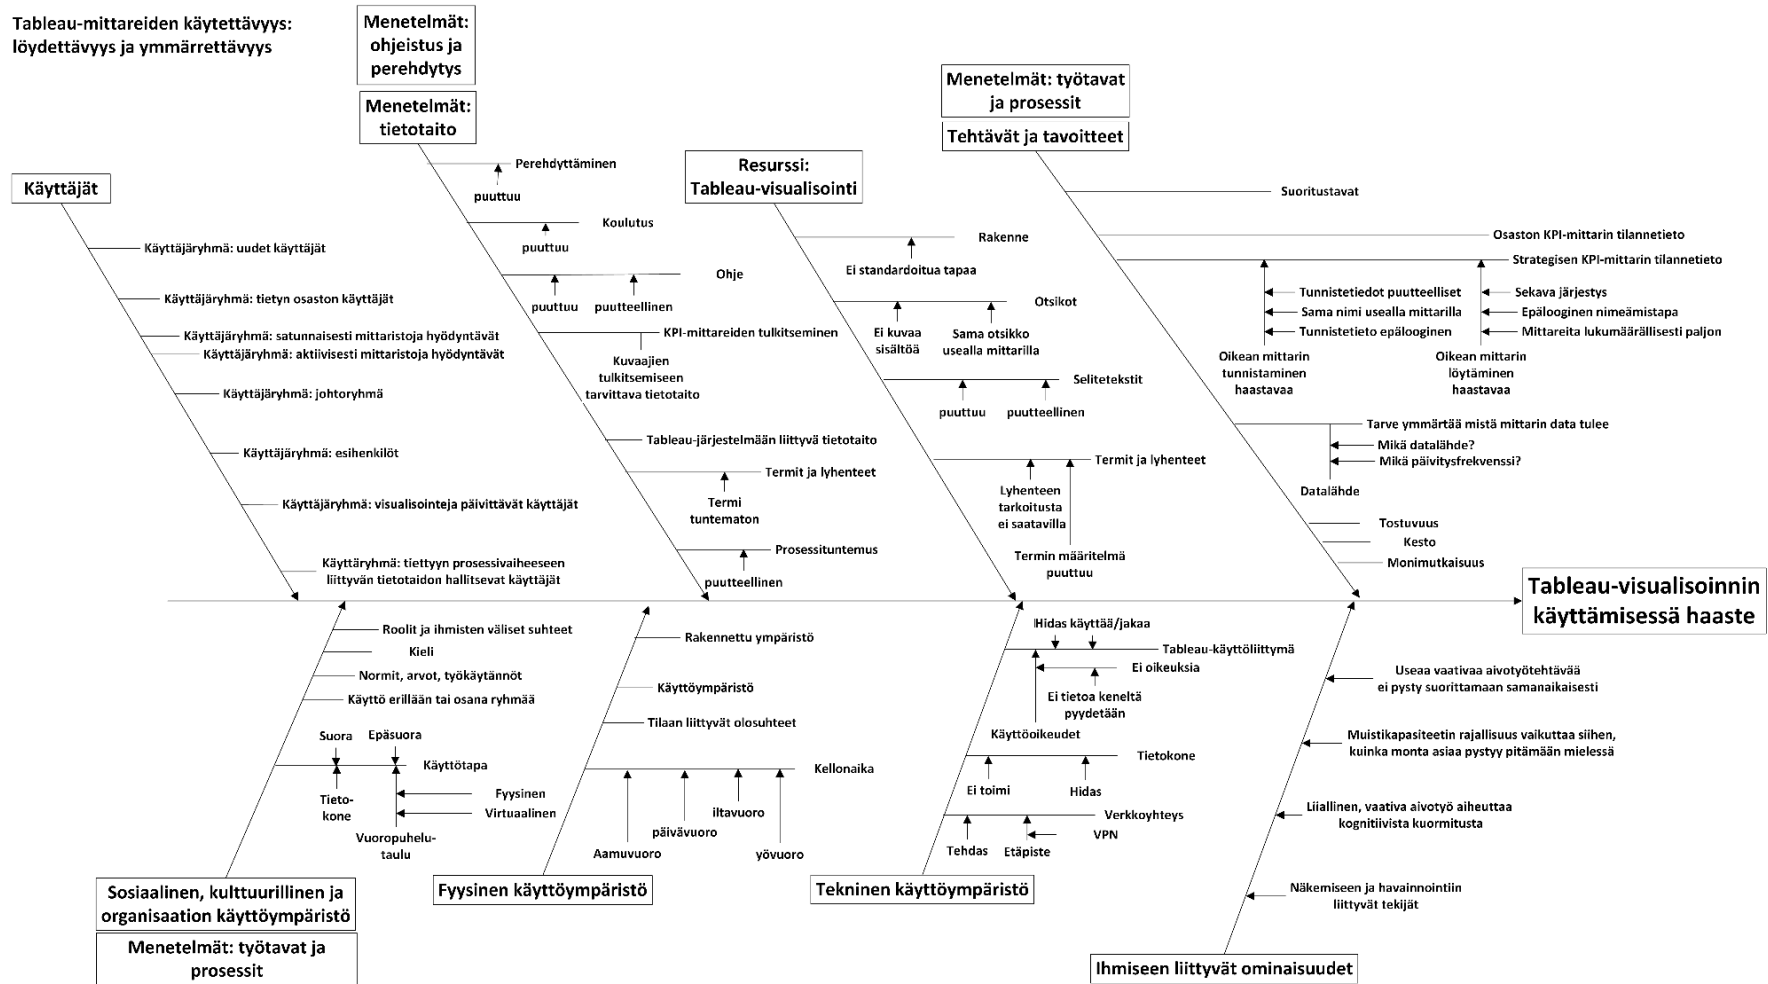 Tableau-mittareiden käytettävyys:
löydettävyys ja ymmärrettävyys
Menetelmät:
ohjeistus ja
perehdytys
Menetelmät:
tietotaito
Menetelmät: työtavat
ja prosessit
Tehtävät ja tavoitteet
Resurssi:
Tableau-visualisointi
Käyttäjät
Käyttäjäryhmä: uudet käyttäjät
Käyttäjäryhmä: tietyn osaston käyttäjät
Käyttäjäryhmä: satunnaisesti mittaristoja hyödyntävät
Käyttäjäryhmä: aktiivisesti mittaristoja hyödyntävät
Käyttäjäryhmä: johtoryhmä
Käyttäjäryhmä: esihenkilöt
Käyttäjäryhmä: visualisointeja päivittävät käyttäjät
Käyttäryhmä: tiettyyn prosessivaiheeseen
liittyvän tietotaidon hallitsevat käyttäjät
Perehdyttäminen
puuttuu
Koulutus
puuttuu
Ohje
puuttuu
puutteellinen
KPI-mittareiden tulkitseminen
Kuvaajien
tulkitsemiseen
tarvittava tietotaito
Tableau-järjestelmään liittyvä tietotaito
Termit ja lyhenteet
Termi
tuntematon
Prosessituntemus
puutteellinen
Rakenne
Ei standardoitua tapaa
Otsikot
Ei kuvaa
sisältöä
Sama otsikko
usealla mittarilla
Selitetekstit
puuttuu
puutteellinen
Termit ja lyhenteet
Lyhenteen
tarkoitusta
ei saatavilla
Termin määritelmä
puuttuu
Suoritustavat
Osaston KPI-mittarin tilannetieto
Strategisen KPI-mittarin tilannetieto
Tunnistetiedot puutteelliset
Sama nimi usealla mittarilla
Tunnistetieto epälooginen
Oikean mittarin
tunnistaminen
haastavaa
Sekava järjestys
Epälooginen nimeämistapa
Mittareita lukumäärällisesti paljon
Oikean mittarin
löytäminen
haastavaa
Tarve ymmärtää mistä mittarin data tulee
Mikä datalähde?
Mikä päivitysfrekvenssi?
Datalähde
Tostuvuus
Kesto
Monimutkaisuus
Tableau-visualisoinnin
käyttämisessä haaste
Roolit ja ihmisten väliset suhteet
Kieli
Normit, arvot, työkäytännöt
Käyttö erillään tai osana ryhmää
Suora
Epäsuora
Käyttötapa
Tieto-
kone
Fyysinen
Virtuaalinen
Vuoropuhelu-
taulu
Sosiaalinen, kulttuurillinen ja
organisaation käyttöympäristö
Menetelmät: työtavat ja
prosessit
Rakennettu ympäristö
Käyttöympäristö
Tilaan liittyvät olosuhteet
Kellonaika
Aamuvuoro
päivävuoro
iltavuoro
yövuoro
Fyysinen käyttöympäristö
Hidas käyttää/jakaa
Tableau-käyttöliittymä
Ei oikeuksia
Ei tietoa keneltä
pyydetään
Käyttöoikeudet
Tietokone
Ei toimi
Hidas
Verkkoyhteys
VPN
Tehdas
Etäpiste
Tekninen käyttöympäristö
Useaa vaativaa aivotyötehtävää
ei pysty suorittamaan samanaikaisesti
Muistikapasiteetin rajallisuus vaikuttaa siihen,
kuinka monta asiaa pystyy pitämään mielessä
Liiallinen, vaativa aivotyö aiheuttaa
kognitiivista kuormitusta
Näkemiseen ja havainnointiin
liittyvät tekijät
Ihmiseen liittyvät ominaisuudet